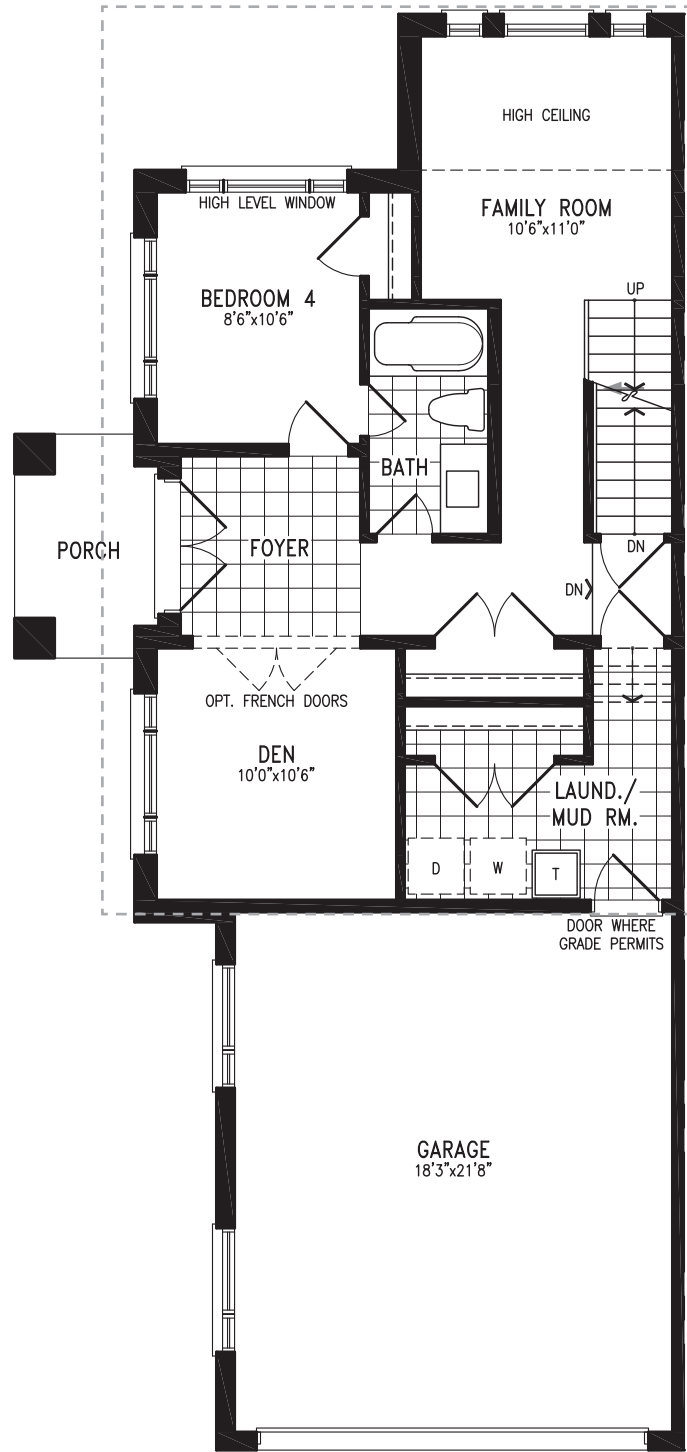 HIGH CEILING
HIGH LEVEL WINDOW
FAMILY ROOM
10'6"x11'0"
UP
BEDROOM 4
8'6"x10'6"
BATH
PORCH
FOYER
DN
DN
OPT. FRENCH DOORS
DEN
10'0"x10'6"
LAUND./
MUD RM.
D
W
T
DOOR WHERE
GRADE PERMITS
GARAGE
18'3"x21'8"